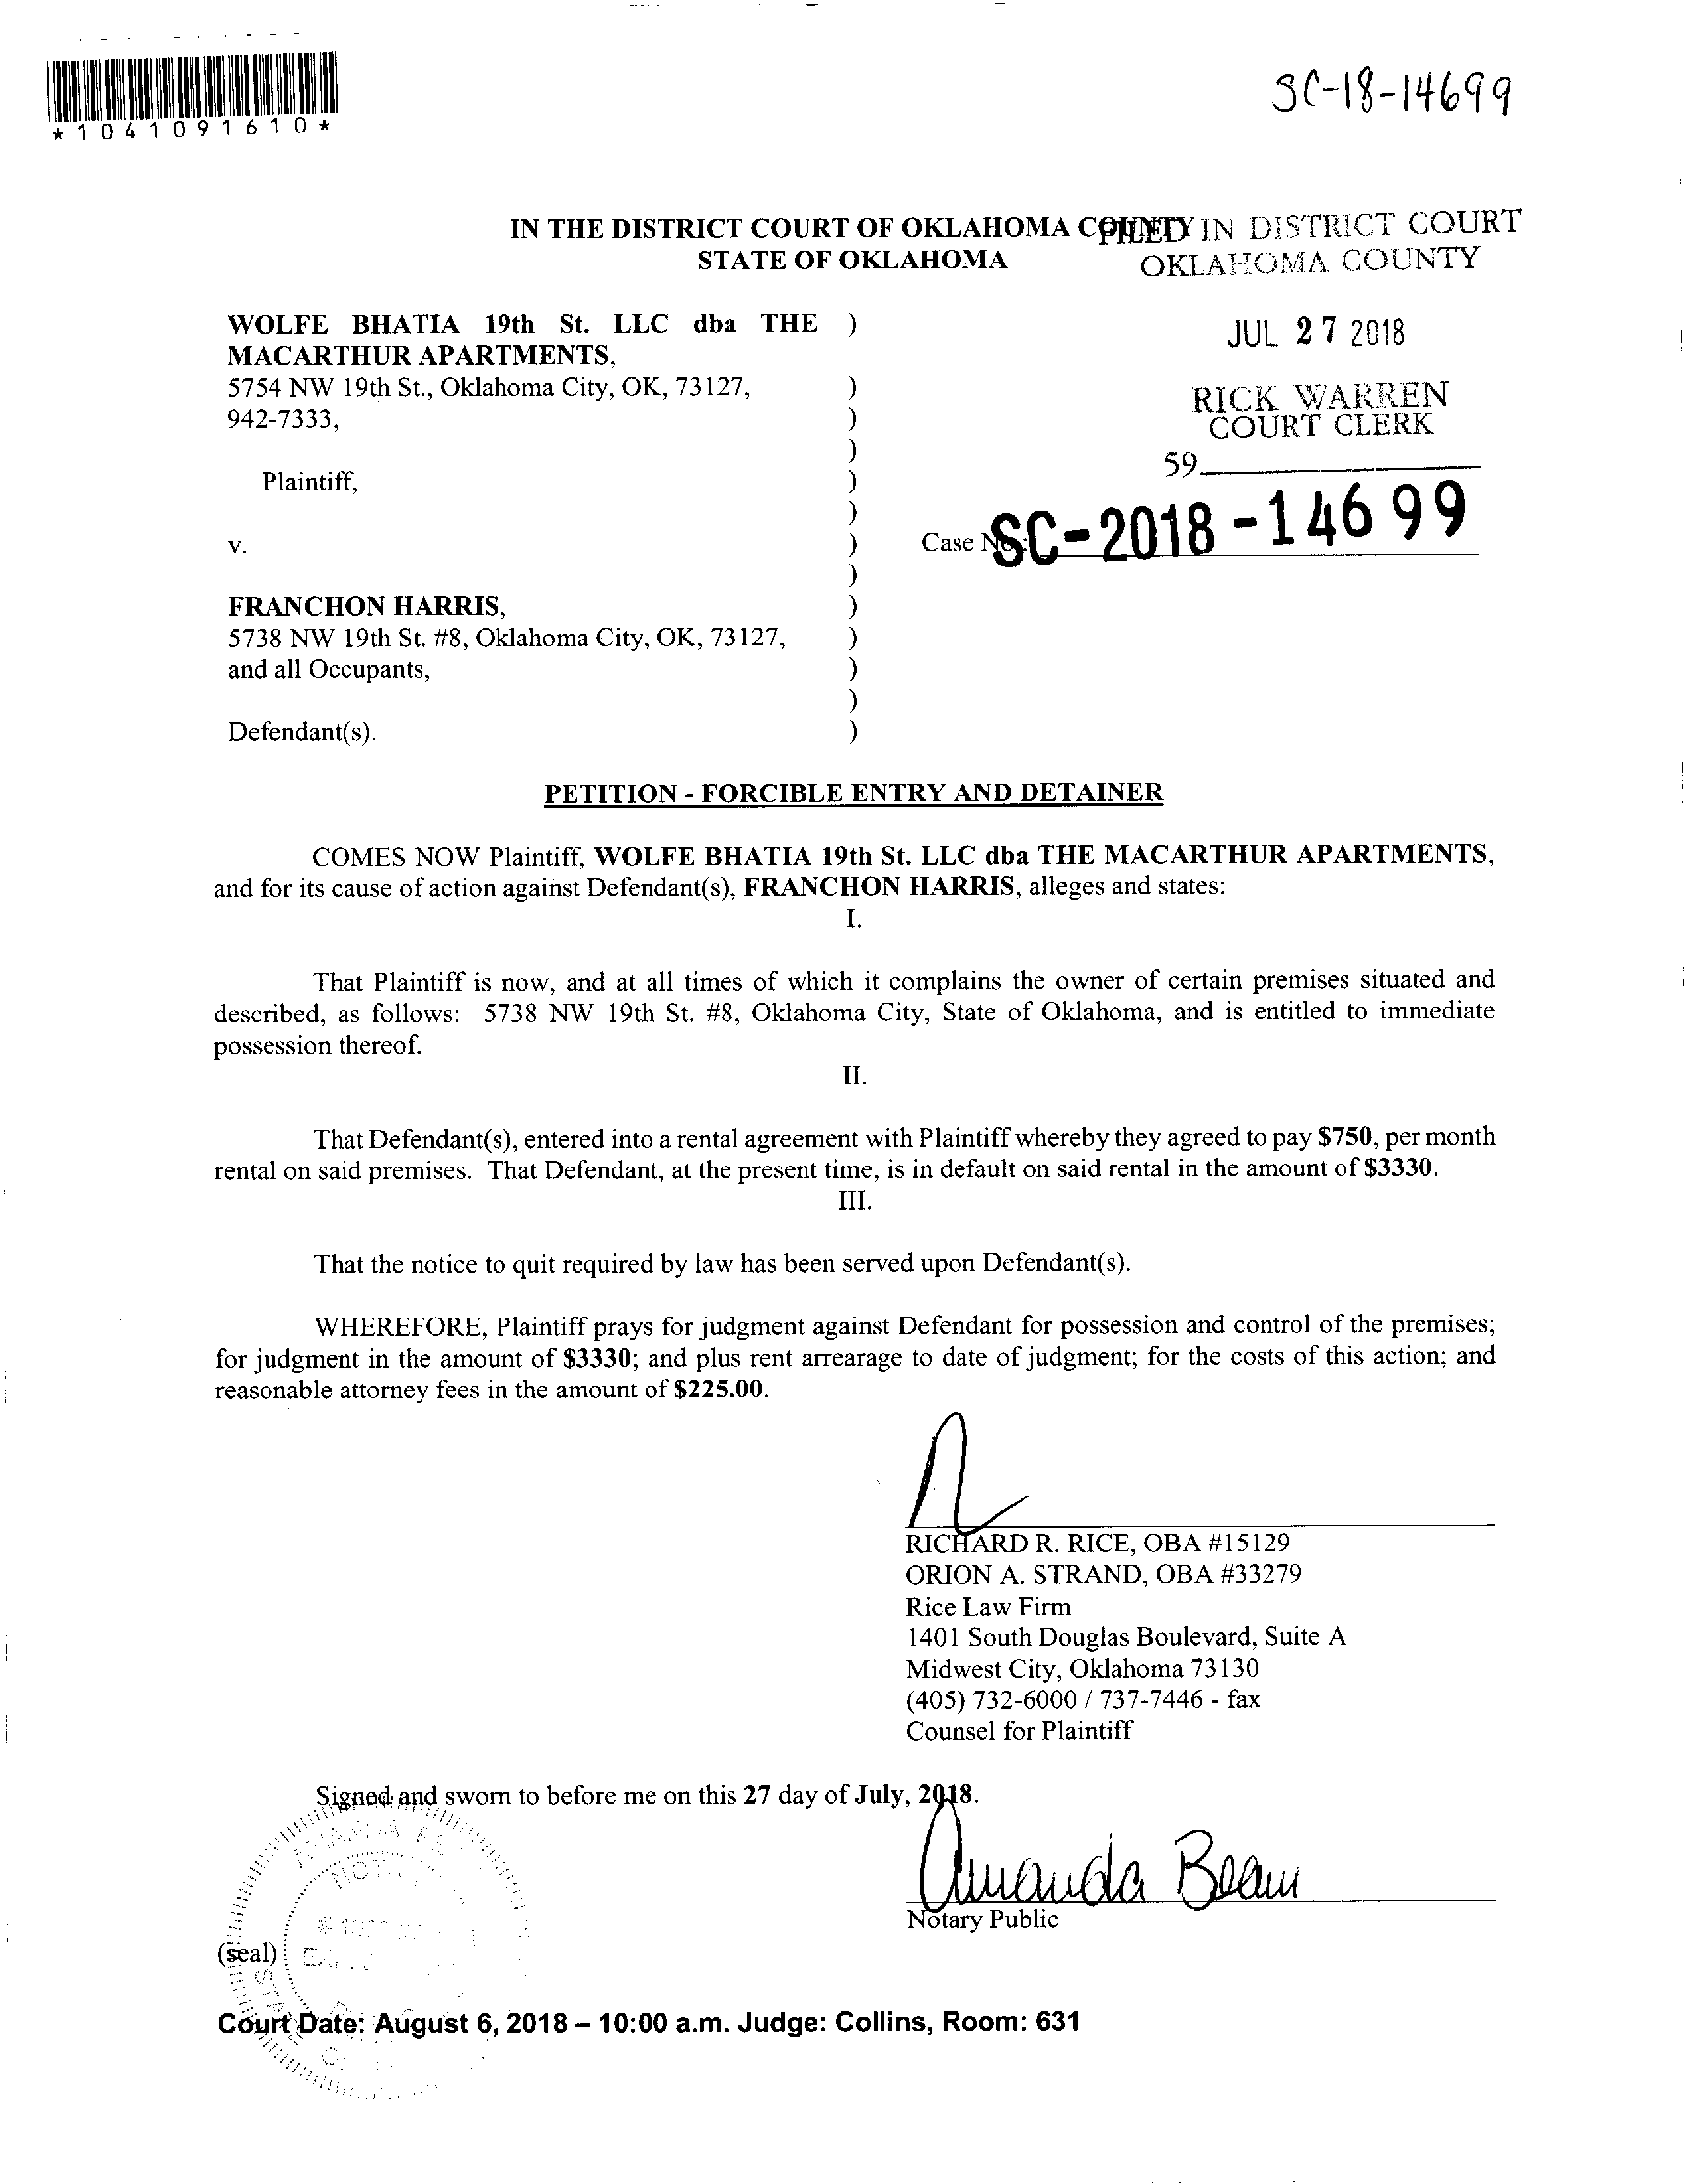 *1041091610*
SC-18-14699
IN THE DISTRICT COURT OF OKLAHOMA COUNTY
STATE OF OKLAHOMA
FILED IN DISTRICT COURT
OKLAHOMA COUNTY
JUL 27 2018
RICK WARREN
COURT CLERK
59
Case No.: SC-2018-14699
WOLFE BHATIA 19th St. LLC dba THE )
MACARTHUR APARTMENTS,
5754 NW 19th St., Oklahoma City, OK, 73127, )
942-7333, )
)
Plaintiff, )
)
v. )
)
FRANCHON HARRIS, )
5738 NW 19th St. #8, Oklahoma City, OK, 73127, )
and all Occupants, )
)
Defendant(s). )
PETITION - FORCIBLE ENTRY AND DETAINER
COMES NOW Plaintiff, WOLFE BHATIA 19th St. LLC dba THE MACARTHUR APARTMENTS,
and for its cause of action against Defendant(s), FRANCHON HARRIS, alleges and states:
I.
That Plaintiff is now, and at all times of which it complains the owner of certain premises situated and
described, as follows: 5738 NW 19th St. #8, Oklahoma City, State of Oklahoma, and is entitled to immediate
possession thereof.
II.
That Defendant(s), entered into a rental agreement with Plaintiff whereby they agreed to pay $750, per month
rental on said premises. That Defendant, at the present time, is in default on said rental in the amount of $3330.
III.
That the notice to quit required by law has been served upon Defendant(s).
WHEREFORE, Plaintiff prays for judgment against Defendant for possession and control of the premises;
for judgment in the amount of $3330; and plus rent arrearage to date of judgment; for the costs of this action; and
reasonable attorney fees in the amount of $225.00.
RICHARD R. RICE, OBA #15129
ORION A. STRAND, OBA #33279
Rice Law Firm
1401 South Douglas Boulevard, Suite A
Midwest City, Oklahoma 73130
(405) 732-6000 / 737-7446 - fax
Counsel for Plaintiff
Signed and sworn to before me on this 27 day of July, 2018.
Amanda Beam
Notary Public
(seal)
Court Date: August 6, 2018 – 10:00 a.m. Judge: Collins, Room: 631